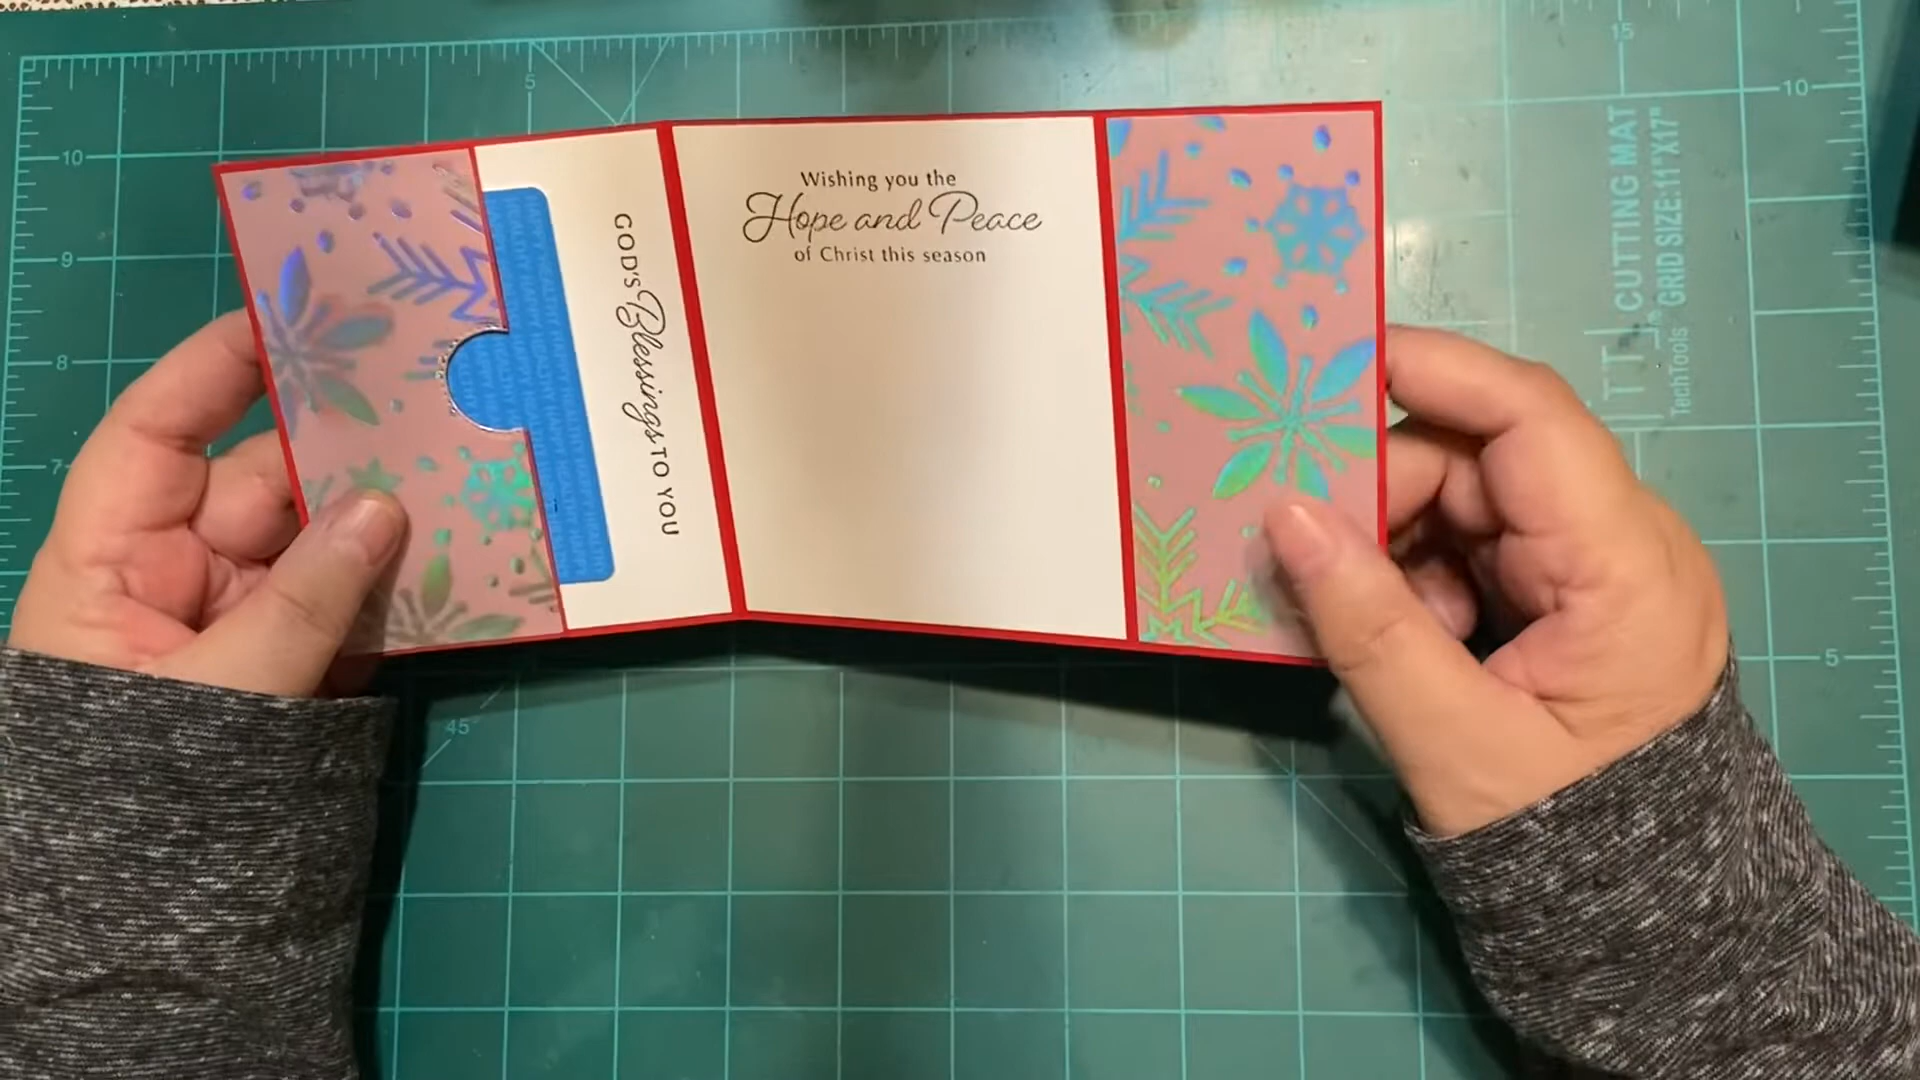 Wishing you the
Hope and Peace
of Christ this season
GOD'S Blessings TO YOU
CUTTING MAT
GRID SIZE:11"X17"
TechTools
TT
5
15
10
10
9
8
7
5
45